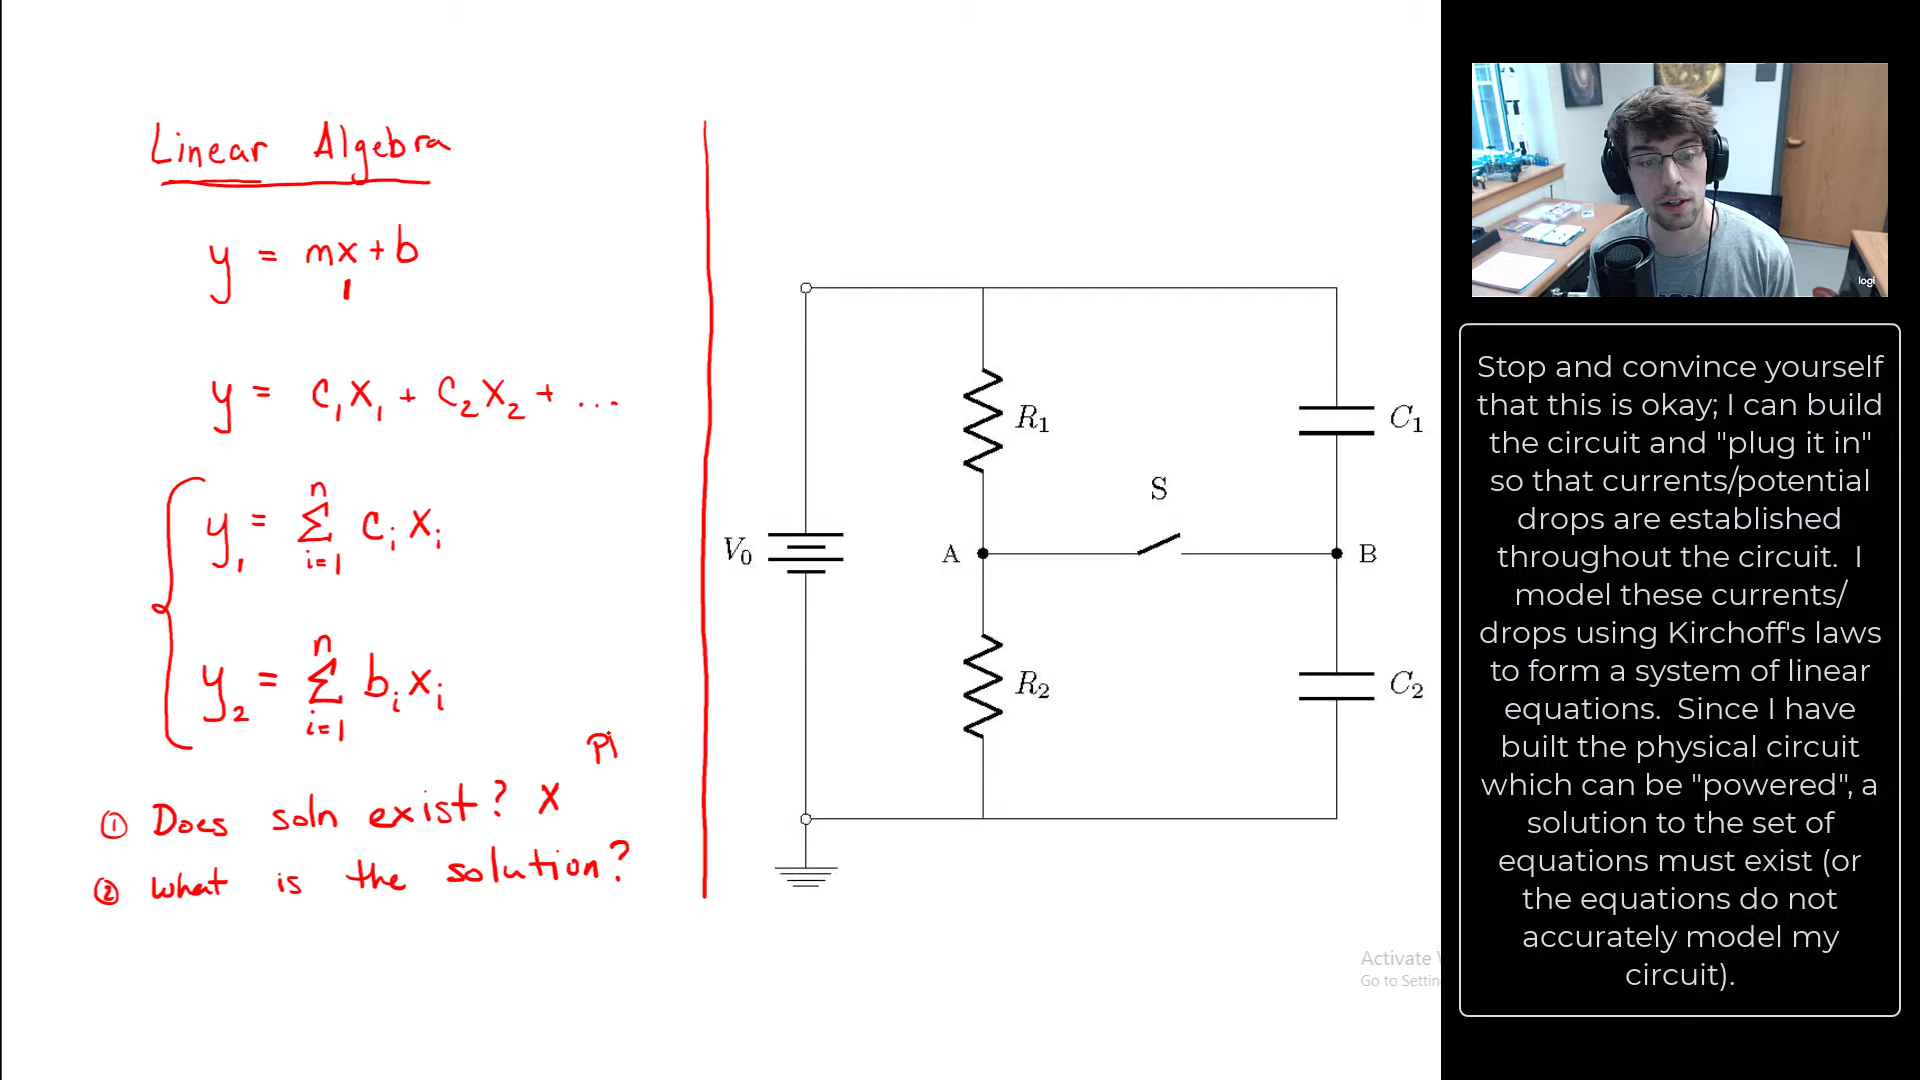 Linear Algebra
y = mx + b
1
y = c₁x₁ + c₂x₂ + ...
y₁ = n Σ i=1 cᵢ xᵢ
y₂ = n Σ i=1 bᵢ xᵢ
Pi
① Does soln exist? X
② What is the solution?
V₀
R₁
C₁
S
A
B
R₂
C₂
Activate
Go to Settin
logi
Stop and convince yourself
that this is okay; I can build
the circuit and "plug it in"
so that currents/potential
drops are established
throughout the circuit. I
model these currents/
drops using Kirchoff's laws
to form a system of linear
equations. Since I have
built the physical circuit
which can be "powered", a
solution to the set of
equations must exist (or
the equations do not
accurately model my
circuit).